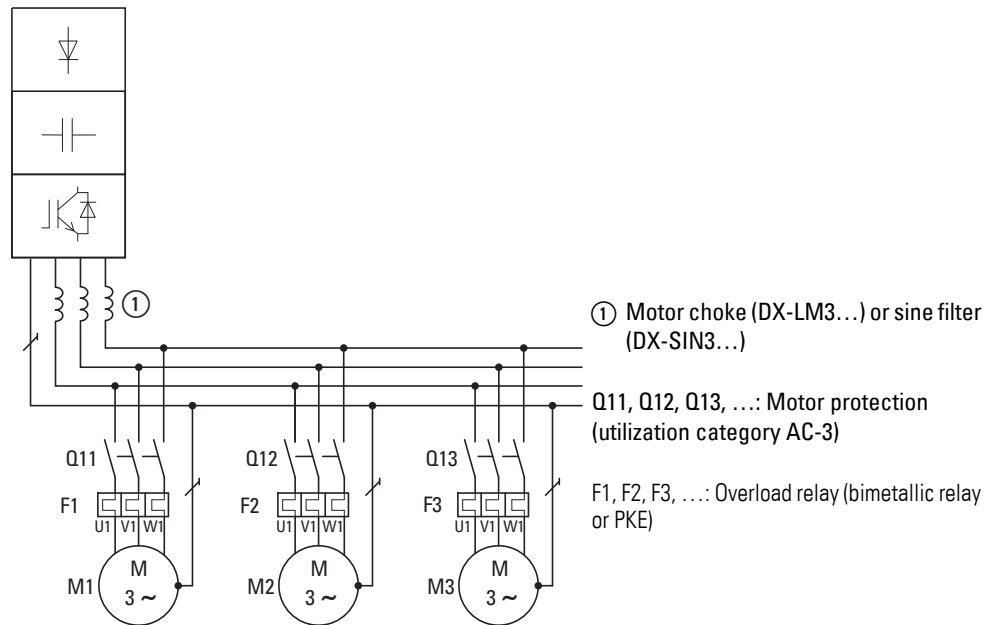 1
① Motor choke (DX-LM3…) or sine filter
(DX-SIN3…)
Q11, Q12, Q13, …: Motor protection
(utilization category AC-3)
F1, F2, F3, …: Overload relay (bimetallic relay
or PKE)
Q11
Q12
Q13
F1
F2
F3
U1 V1 W1
U1 V1 W1
U1 V1 W1
M1
M
3 ~
M2
M
3 ~
M3
M
3 ~